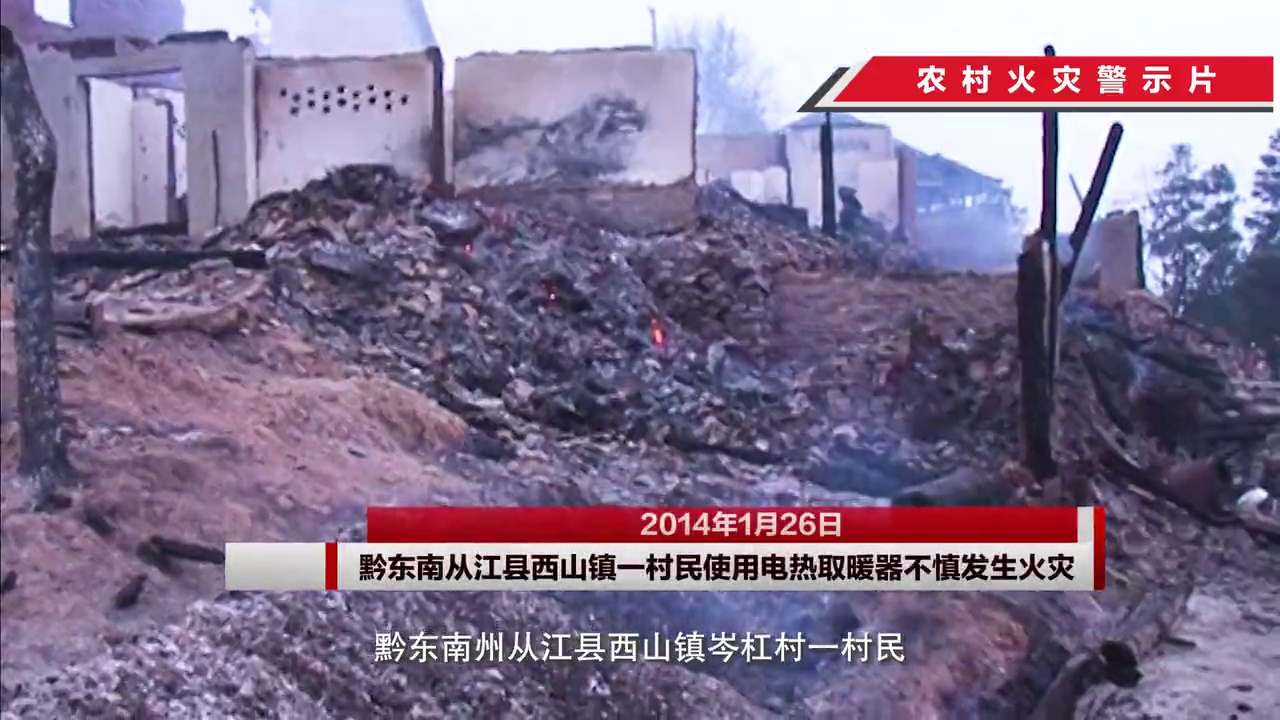 农村火灾警示片
2014年1月26日
黔东南从江县西山镇一村民使用电热取暖器不慎发生火灾
黔东南州从江县西山镇岑杠村一村民